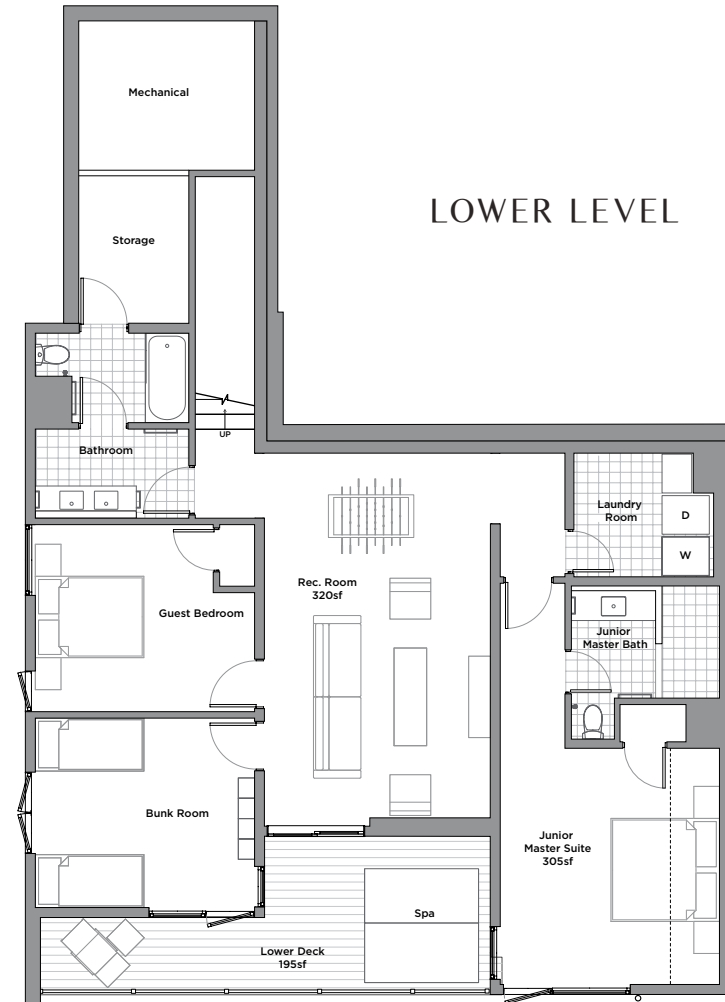 Mechanical
LOWER LEVEL
Storage
UP
Bathroom
Laundry
Room
D
W
Rec. Room
320sf
Guest Bedroom
Junior
Master Bath
Bunk Room
Junior
Master Suite
305sf
Spa
Lower Deck
195sf